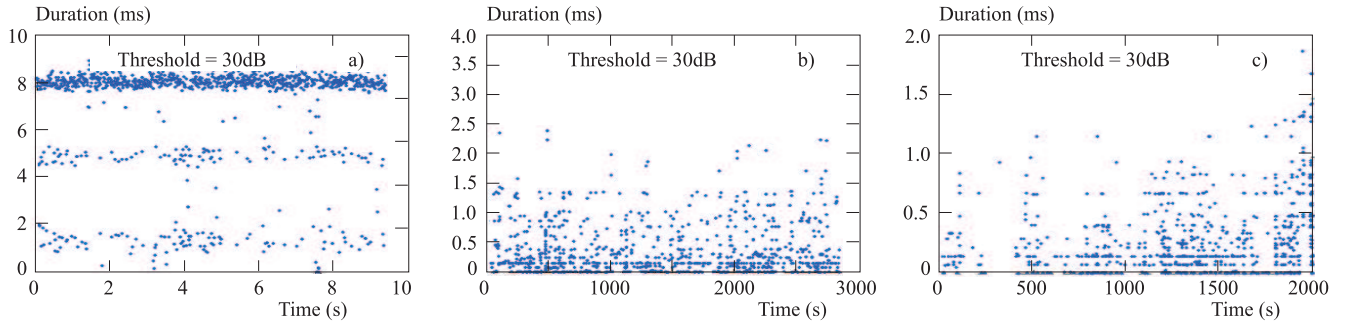 Duration (ms)
Threshold = 30dB
a)
10
8
6
4
2
0
0
2
4
6
8
10
Time (s)
Duration (ms)
Threshold = 30dB
b)
4.0
3.5
3.0
2.5
2.0
1.5
1.0
0.5
0
0
1000
2000
3000
Time (s)
Duration (ms)
Threshold = 30dB
c)
2.0
1.5
1.0
0.5
0
0
500
1000
1500
2000
Time (s)